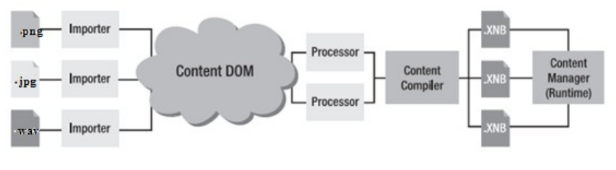 .png
Importer
.jpg
Importer
.wav
Importer
Content DOM
Processor
Processor
Content
Compiler
.XNB
.XNB
.XNB
Content
Manager
(Runtime)